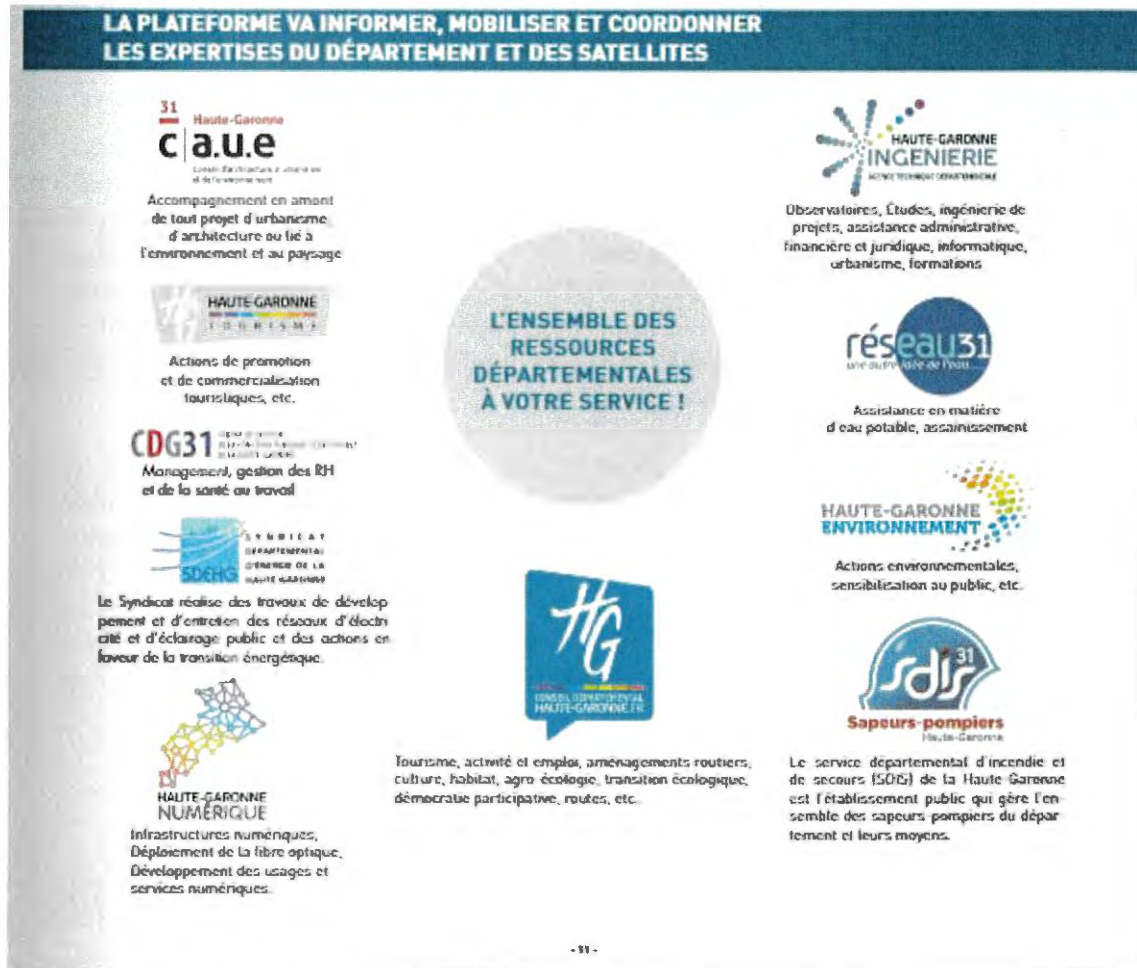 LA PLATEFORME VA INFORMER, MOBILISER ET COORDONNER
LES EXPERTISES DU DÉPARTEMENT ET DES SATELLITES
31
Haute-Garonne
c|a.u.e
Accompagnement en amont
de tout projet d'urbanisme,
d'architecture ou lié à
l'environnement et au paysage
HAUTE-GARONNE
TOURISME
Actions de promotion
et de commercialisation
touristiques, etc.
CDG31
Management, gestion des RH
et de la santé au travail
SDEHG
SYNDICAT
DÉPARTEMENTAL
D'ÉNERGIE DE LA
HAUTE-GARONNE
Le Syndicat réalise des travaux de dévelop
pement et d'entretien des réseaux d'électri
cité et d'éclairage public et des actions en
faveur de la transition énergétique.
HAUTE-GARONNE
NUMÉRIQUE
Infrastructures numériques,
Déploiement de la fibre optique,
Développement des usages et
services numériques.
L'ENSEMBLE DES
RESSOURCES
DÉPARTEMENTALES
À VOTRE SERVICE !
HG
CONSEIL DÉPARTEMENTAL
HAUTE-GARONNE.FR
Tourisme, activité et emploi, aménagements routiers,
culture, habitat, agro écologie, transition écologique,
démocratie participative, routes, etc.
HAUTE-GARONNE
INGENIERIE
AGENCE TECHNIQUE DÉPARTEMENTALE
Observatoires, Études, ingénierie de
projets, assistance administrative,
financière et juridique, informatique,
urbanisme, formations
réseau31
une autre idée de l'eau
Assistance en matière
d'eau potable, assainissement
HAUTE-GARONNE
ENVIRONNEMENT
Actions environnementales,
sensibilisation au public, etc.
sdis 31
Sapeurs-pompiers
Haute-Garonne
Le service départemental d'incendie et
de secours (SDIS) de la Haute Garonne
est l'établissement public qui gère l'en-
semble des sapeurs pompiers du dépar
tement et leurs moyens.